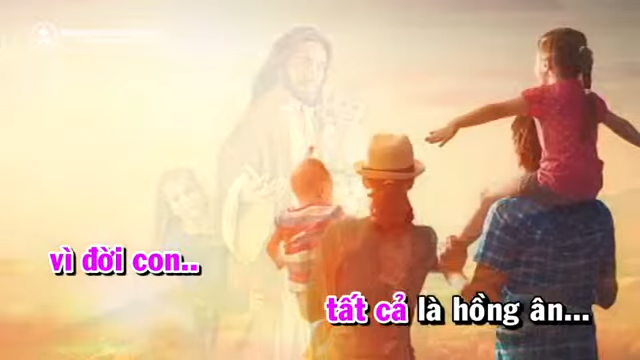 vì đời con..
tất cả là hồng ân...